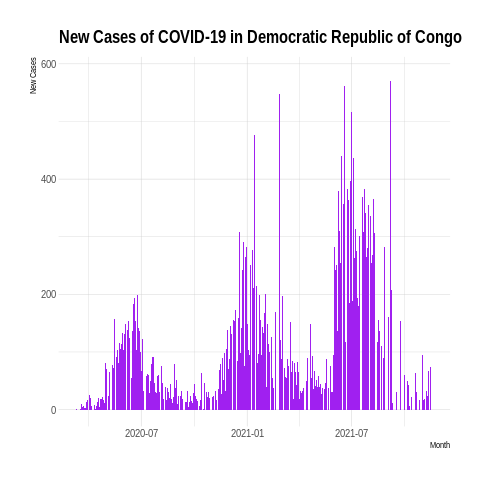 New Cases of COVID-19 in Democratic Republic of Congo
New Cases
600
400
200
0
2020-07
2021-01
2021-07
Month